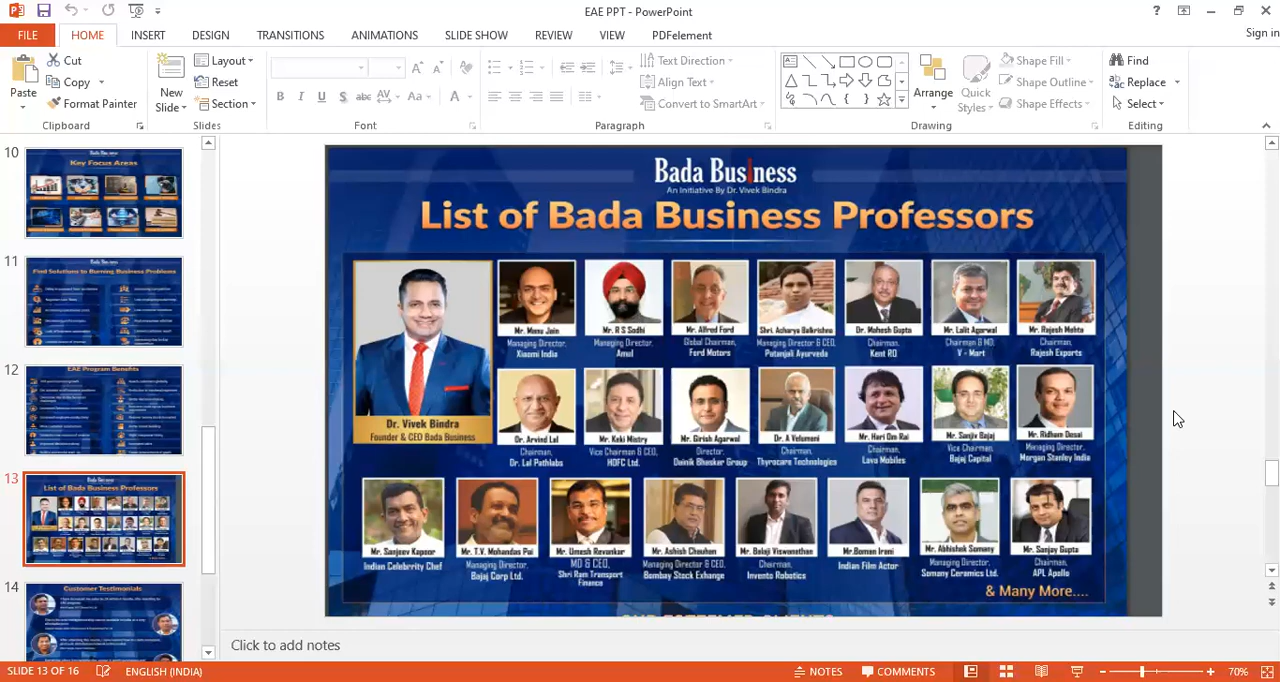 EAE PPT - PowerPoint
?
Sign in
FILE HOME INSERT DESIGN TRANSITIONS ANIMATIONS SLIDE SHOW REVIEW VIEW PDFelement
Paste Cut Copy Format Painter Clipboard
New Slide Layout Reset Section Slides
B I U S abc AV Aa A Font
Text Direction Align Text Convert to SmartArt Paragraph
Arrange Quick Styles Shape Fill Shape Outline Shape Effects Drawing
Find Replace Select Editing
10
Key Focus Areas
11
Find Solutions to Burning Business Problems
12
EAE Program Benefits
13
List of Bada Business Professors
14
Customer Testimonials
Bada Business
An Initiative By Dr. Vivek Bindra
List of Bada Business Professors
Dr. Vivek Bindra
Founder & CEO Bada Business
Mr. Manu Jain
Managing Director,
Xiaomi India
Mr. R S Sodhi
Managing Director,
Amul
Mr. Alfred Ford
Global Chairman,
Ford Motors
Shri. Acharya Balkrishna
Managing Director & CEO,
Patanjali Ayurveda
Dr. Mahesh Gupta
Chairman,
Kent RO
Mr. Lalit Agarwal
Chairman & MD,
V - Mart
Mr. Rajesh Mehta
Chairman,
Rajesh Exports
Dr. Arvind Lal
Chairman,
Dr. Lal Pathlabs
Mr. Keki Mistry
Vice Chairman & CEO,
HDFC Ltd.
Mr. Girish Agarwal
Director,
Dainik Bhasker Group
Dr. A Velumani
Chairman,
Thyrocare Technologies
Mr. Hari Om Rai
Chairman,
Lava Mobiles
Mr. Sanjiv Bajaj
Vice Chairman,
Bajaj Capital
Mr. Ridham Desai
Managing Director,
Morgan Stanley India
Mr. Sanjeev Kapoor
Indian Celebrity Chef
Mr. T.V. Mohandas Pai
Managing Director,
Bajaj Corp Ltd.
Mr. Umesh Revankar
MD & CEO,
Shri Ram Transport
Finance
Mr. Ashish Chauhan
Managing Director & CEO,
Bombay Stock Exhange
Mr. Balaji Viswanathan
Chairman,
Invento Robotics
Mr.Boman Irani
Indian Film Actor
Mr. Abhishek Somany
Managing Director,
Somany Ceramics Ltd.
Mr. Sanjay Gupta
Chairman,
APL Apollo
& Many More....
Click to add notes
SLIDE 13 OF 16 ENGLISH (INDIA) NOTES COMMENTS 70%